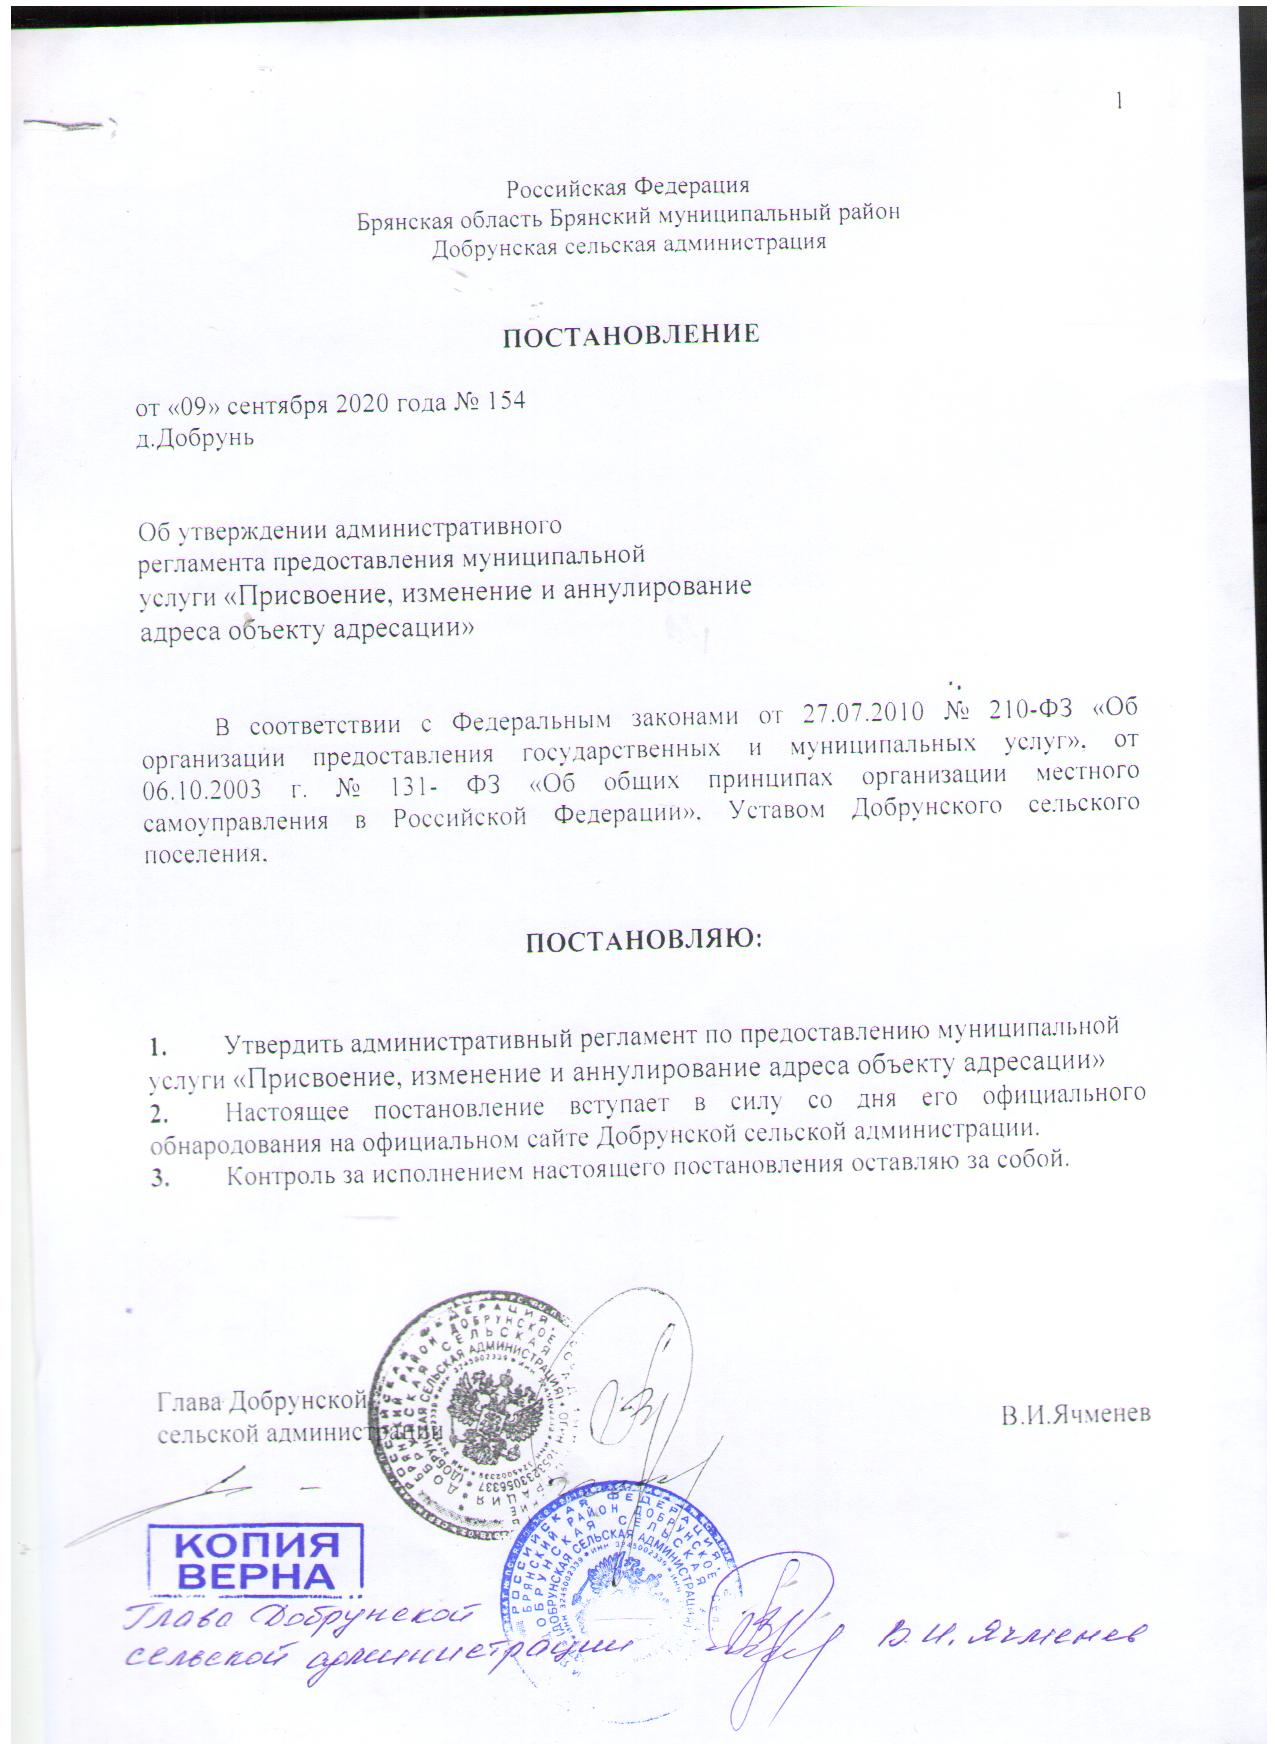 1
Российская Федерация
Брянская область Брянский муниципальный район
Добрунская сельская администрация
ПОСТАНОВЛЕНИЕ
от «09» сентября 2020 года № 154
д.Добрунь
Об утверждении административного
регламента предоставления муниципальной
услуги «Присвоение, изменение и аннулирование
адреса объекту адресации»
В соответствии с Федеральным законами от 27.07.2010 № 210-ФЗ «Об
организации предоставления государственных и муниципальных услуг», от
06.10.2003 г. № 131- ФЗ «Об общих принципах организации местного
самоуправления в Российской Федерации», Уставом Добрунского сельского
поселения,
ПОСТАНОВЛЯЮ:
1. Утвердить административный регламент по предоставлению муниципальной
услуги «Присвоение, изменение и аннулирование адреса объекту адресации»
2. Настоящее постановление вступает в силу со дня его официального
обнародования на официальном сайте Добрунской сельской администрации.
3. Контроль за исполнением настоящего постановления оставляю за собой.
Глава Добрунской
сельской администрации
В.И.Ячменев
КОПИЯ
ВЕРНА
Глава Добрунской
сельской администрации
В.И. Ячменев